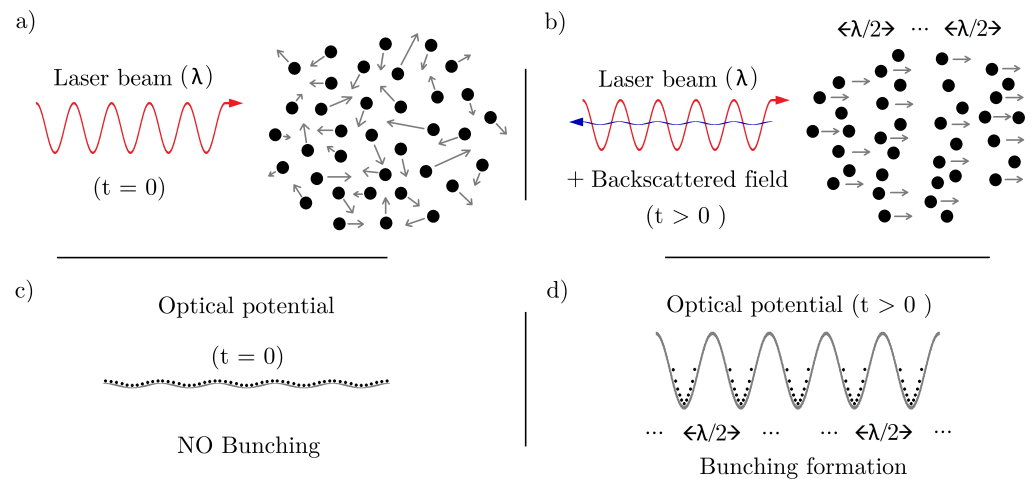 a)
Laser beam (λ)
(t = 0)
b)
λ/2 ··· λ/2
Laser beam (λ)
+ Backscattered field
(t > 0 )
c)
Optical potential
(t = 0)
NO Bunching
d)
Optical potential (t > 0 )
··· λ/2 ··· ··· λ/2 ···
Bunching formation